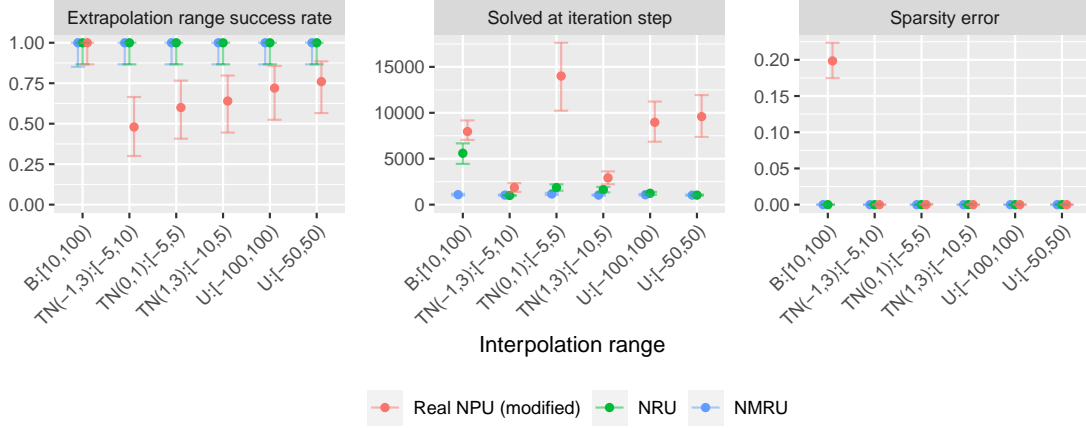 Extrapolation range success rate
Solved at iteration step
Sparsity error
1.00
0.75
0.50
0.25
0.00
15000
10000
5000
0
0.20
0.15
0.10
0.05
0.00
B:[10,100)
TN(−1,3):[−5,10)
TN(0,1):[−5,5)
TN(1,3):[−10,5)
U:[−100,100)
U:[−50,50)
B:[10,100)
TN(−1,3):[−5,10)
TN(0,1):[−5,5)
TN(1,3):[−10,5)
U:[−100,100)
U:[−50,50)
B:[10,100)
TN(−1,3):[−5,10)
TN(0,1):[−5,5)
TN(1,3):[−10,5)
U:[−100,100)
U:[−50,50)
Interpolation range
Real NPU (modified) NRU NMRU